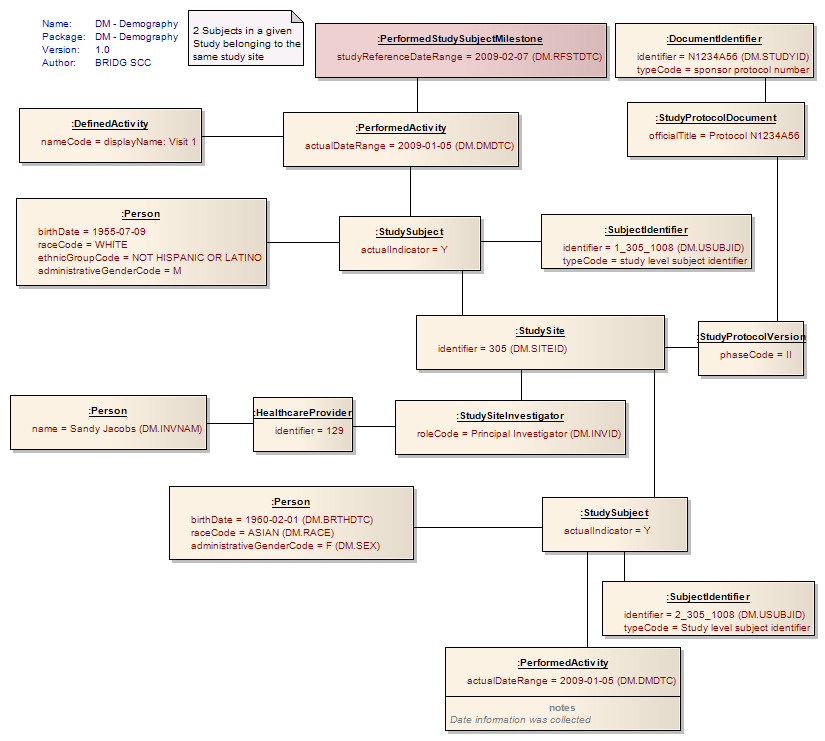 Name: DM - Demography
Package: DM - Demography
Version: 1.0
Author: BRIDG SCC
2 Subjects in a given
Study belonging to the
same study site
:PerformedStudySubjectMilestone
studyReferenceDateRange = 2009-02-07 (DM.RFSTDTC)
:DocumentIdentifier
identifier = N1234A56 (DM.STUDYID)
typeCode = sponsor protocol number
:DefinedActivity
nameCode = displayName: Visit 1
:PerformedActivity
actualDateRange = 2009-01-05 (DM.DMDTC)
:StudyProtocolDocument
officialTitle = Protocol N1234A56
:Person
birthDate = 1955-07-09
raceCode = WHITE
ethnicGroupCode = NOT HISPANIC OR LATINO
administrativeGenderCode = M
:StudySubject
actualIndicator = Y
:SubjectIdentifier
identifier = 1_305_1008 (DM.USUBJID)
typeCode = study level subject identifier
:StudySite
identifier = 305 (DM.SITEID)
:StudyProtocolVersion
phaseCode = II
:Person
name = Sandy Jacobs (DM.INVNAM)
:HealthcareProvider
identifier = 129
:StudySiteInvestigator
roleCode = Principal Investigator (DM.INVID)
:Person
birthDate = 1960-02-01 (DM.BRTHDTC)
raceCode = ASIAN (DM.RACE)
administrativeGenderCode = F (DM.SEX)
:StudySubject
actualIndicator = Y
:SubjectIdentifier
identifier = 2_305_1008 (DM.USUBJID)
typeCode = Study level subject identifier
:PerformedActivity
actualDateRange = 2009-01-05 (DM.DMDTC)
notes
Date information was collected